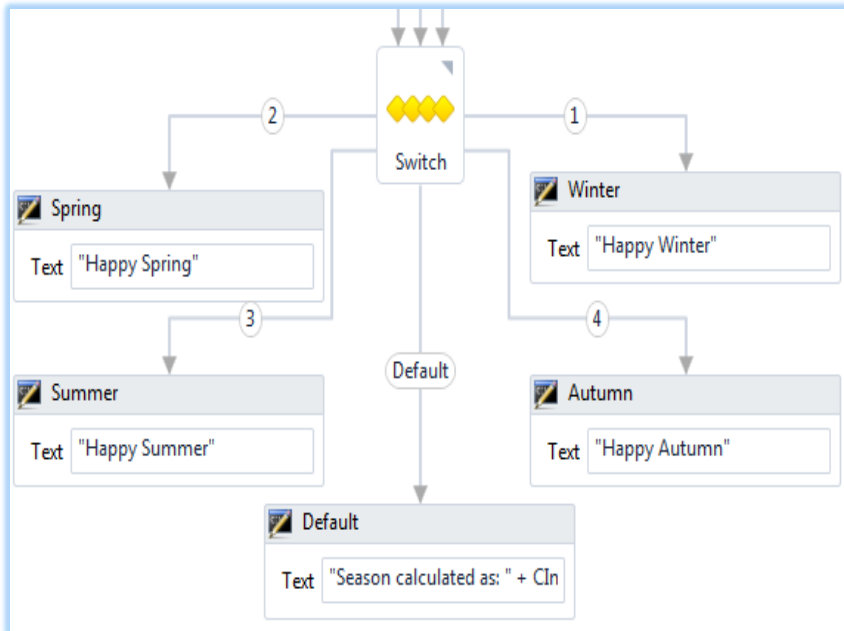 2
1
Switch
Spring
Text "Happy Spring"
Winter
Text "Happy Winter"
3
4
Default
Summer
Text "Happy Summer"
Autumn
Text "Happy Autumn"
Default
Text "Season calculated as: " + CIn